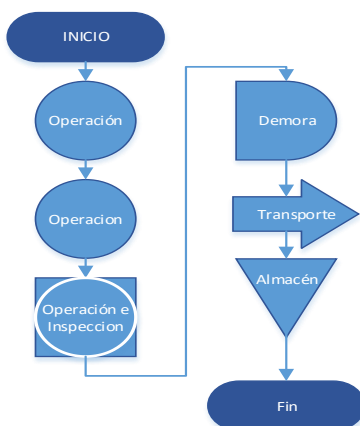 INICIO
Operación
Operacion
Operación e
Inspeccion
Demora
Transporte
Almacén
Fin